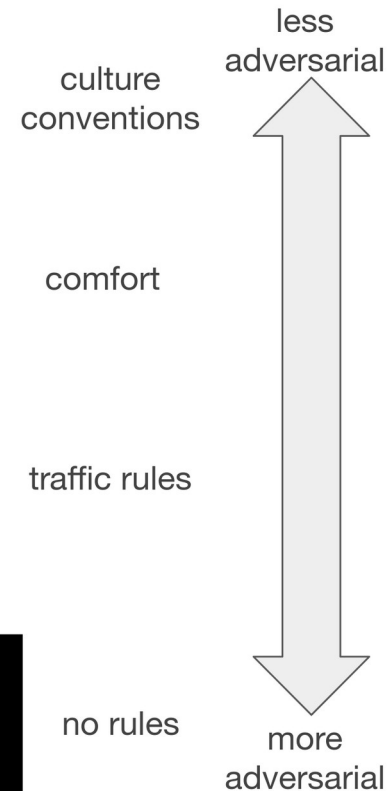 less
adversarial
culture
conventions
comfort
traffic rules
no rules
more
adversarial